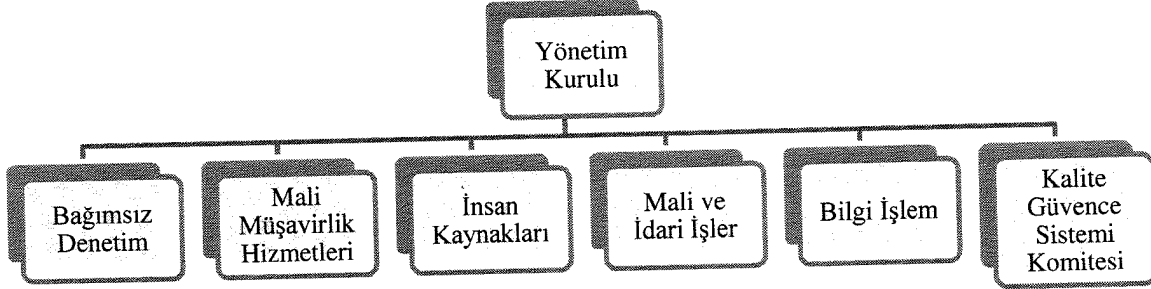 Yönetim
Kurulu
Bağımsız
Denetim
Mali
Müşavirlik
Hizmetleri
İnsan
Kaynakları
Mali ve
İdari İşler
Bilgi İşlem
Kalite
Güvence
Sistemi
Komitesi